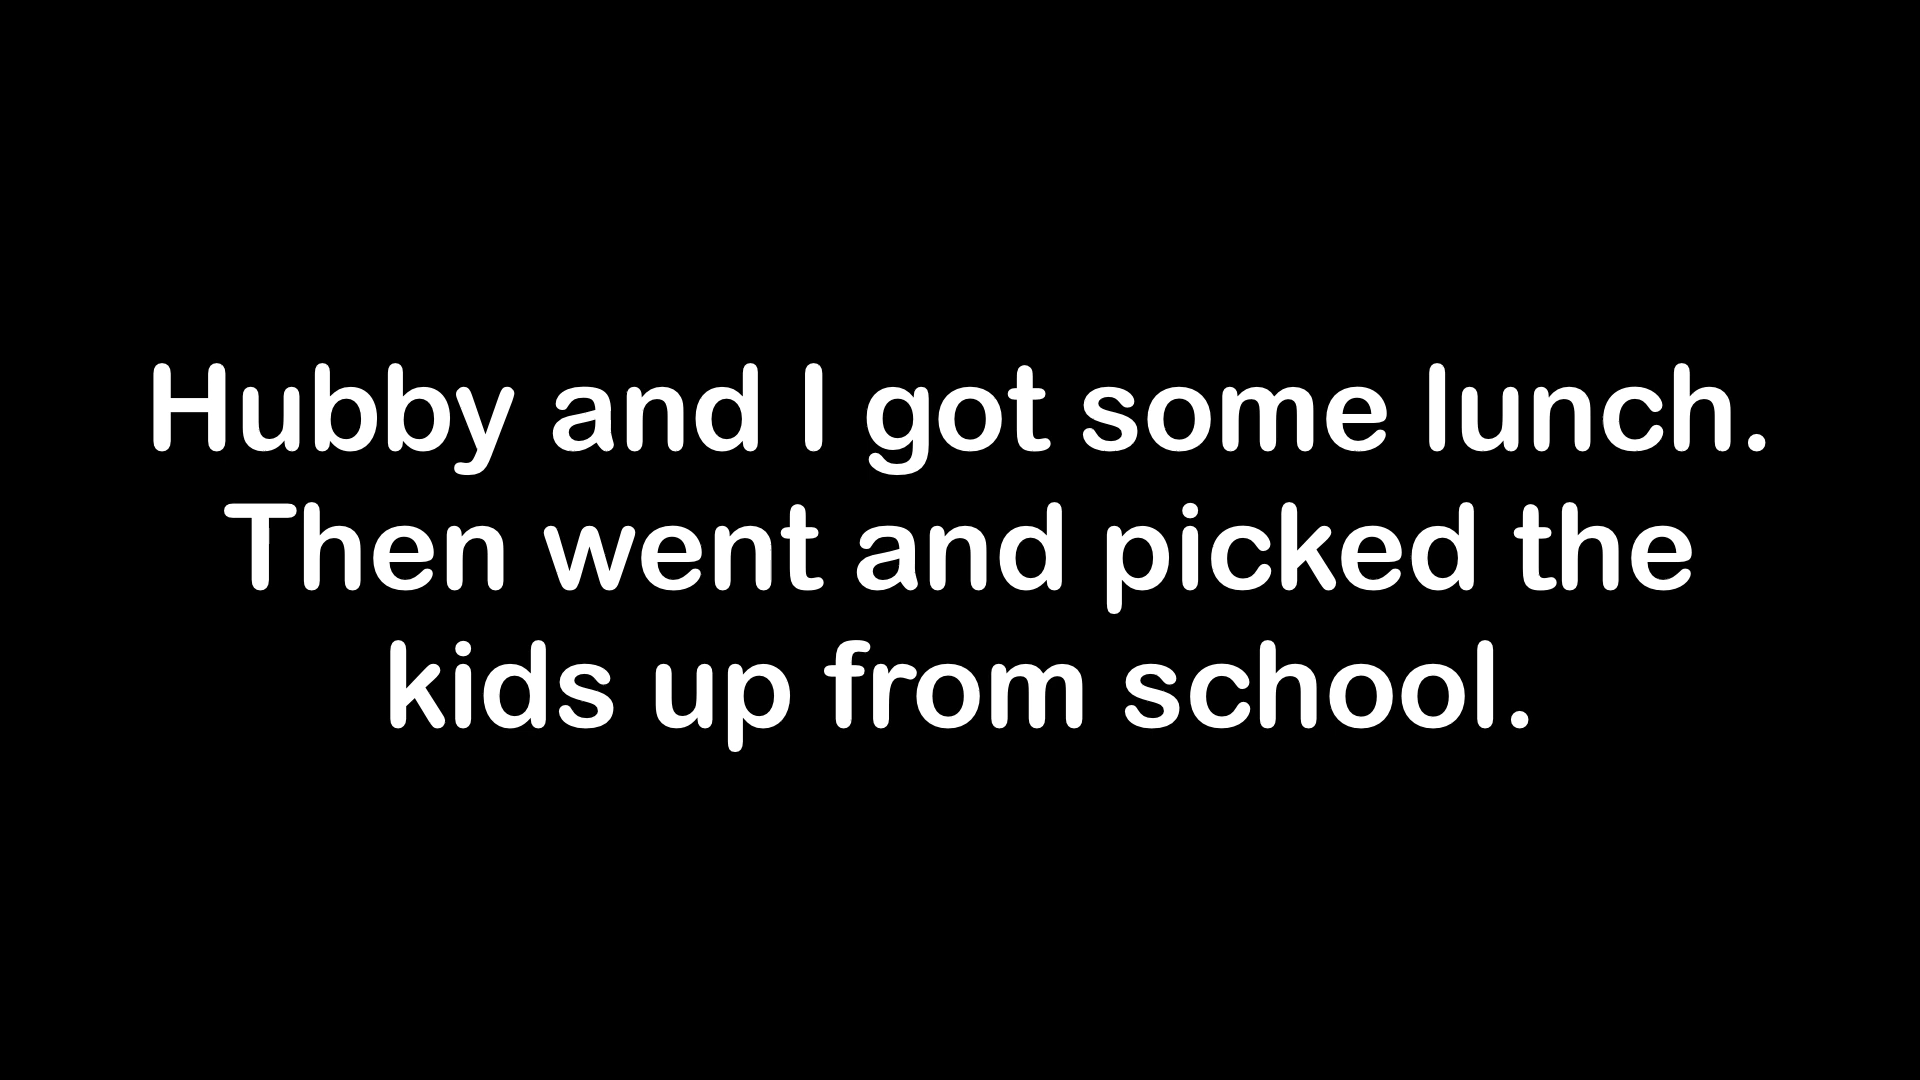 Hubby and I got some lunch.
Then went and picked the
kids up from school.